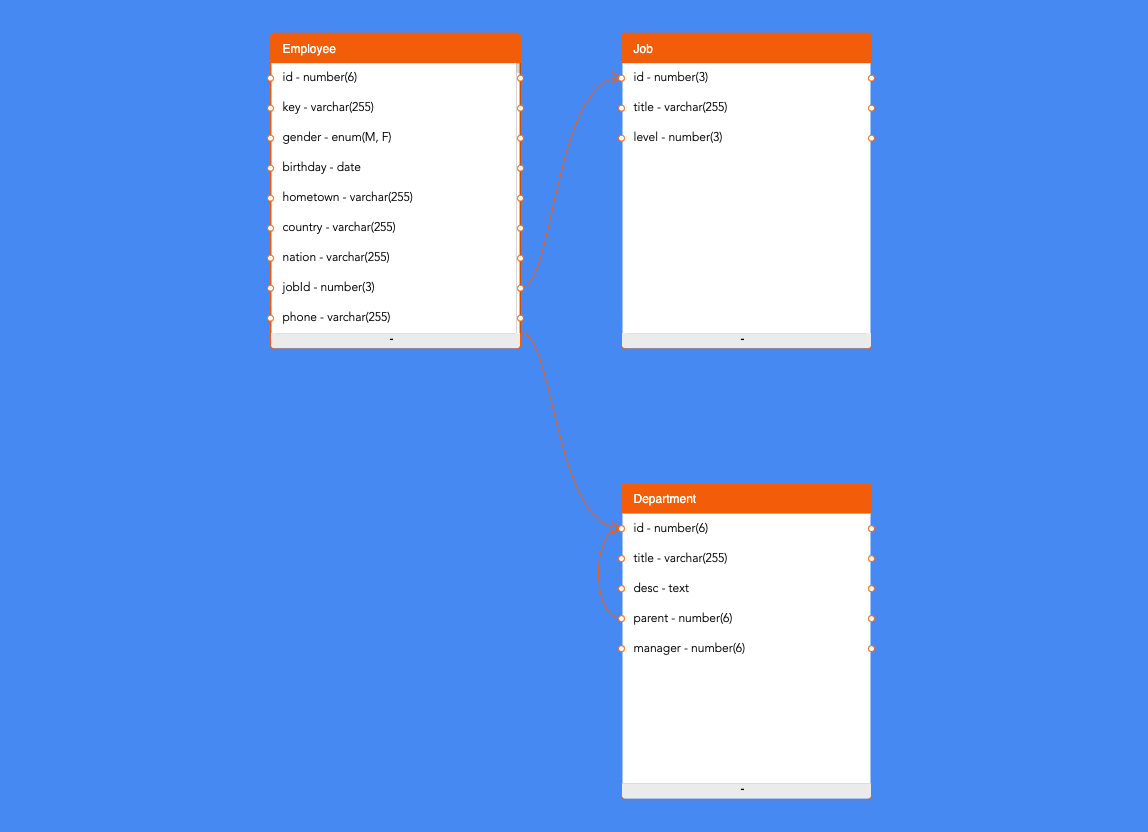 Employee
id - number(6)
key - varchar(255)
gender - enum(M, F)
birthday - date
hometown - varchar(255)
country - varchar(255)
nation - varchar(255)
jobId - number(3)
phone - varchar(255)
-
Job
id - number(3)
title - varchar(255)
level - number(3)
-
Department
id - number(6)
title - varchar(255)
desc - text
parent - number(6)
manager - number(6)
-